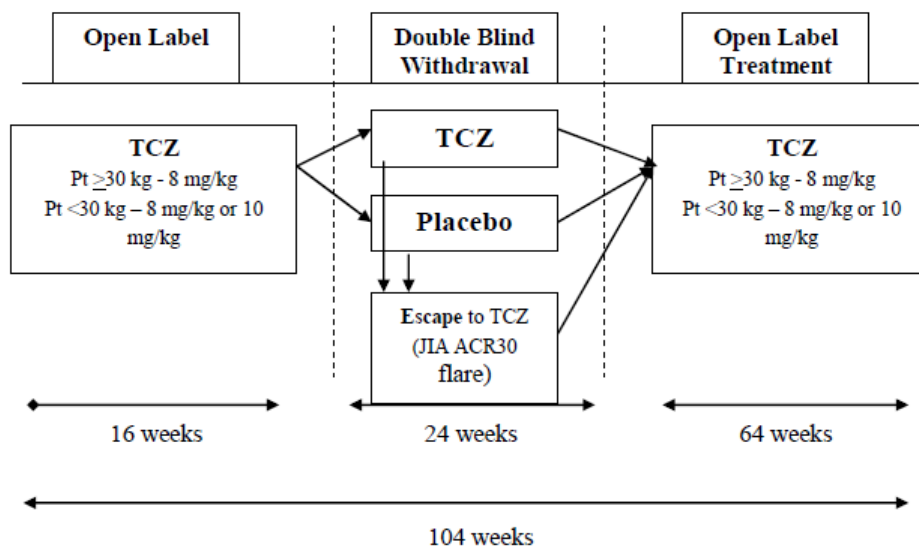 Open Label
Double Blind
Withdrawal
Open Label
Treatment
TCZ
Pt ≥30 kg - 8 mg/kg
Pt <30 kg – 8 mg/kg or 10
mg/kg
TCZ
Placebo
Escape to TCZ
(JIA ACR30
flare)
TCZ
Pt ≥30 kg - 8 mg/kg
Pt <30 kg – 8 mg/kg or 10
mg/kg
16 weeks
24 weeks
64 weeks
104 weeks